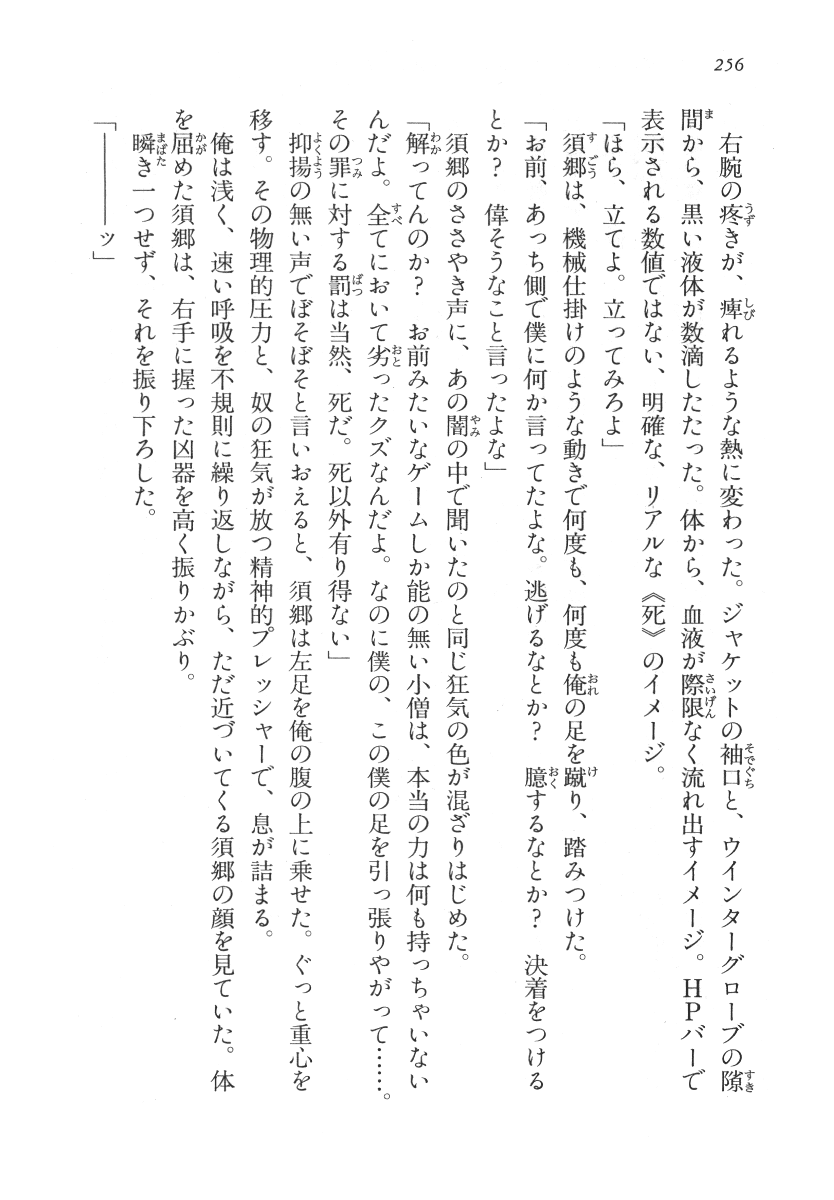 256
右腕の疼きが、痺れるような熱に変わった。ジャケットの袖口と、ウインターグローブの隙
間から、黒い液体が数滴したたった。体から、血液が際限なく流れ出すイメージ。ＨＰバーで
表示される数値ではない、明確な、リアルな《死》のイメージ。
「ほら、立てよ。立ってみろよ」
須郷は、機械仕掛けのような動きで何度も、何度も俺の足を蹴り、踏みつけた。
「お前、あっち側で僕に何か言ってたよな。逃げるなとか？　臆するなとか？　決着をつける
とか？　偉そうなこと言ったよな」
須郷のささやき声に、あの闇の中で聞いたのと同じ狂気の色が混ざりはじめた。
「解ってんのか？　お前みたいなゲームしか能の無い小僧は、本当の力は何も持っちゃいない
んだよ。全てにおいて劣ったクズなんだよ。なのに僕の、この僕の足を引っ張りやがって……。
その罪に対する罰は当然、死だ。死以外有り得ない」
抑揚の無い声でぼそぼそと言いおえると、須郷は左足を俺の腹の上に乗せた。ぐっと重心を
移す。その物理的圧力と、奴の狂気が放つ精神的プレッシャーで、息が詰まる。
俺は浅く、速い呼吸を不規則に繰り返しながら、ただ近づいてくる須郷の顔を見ていた。体
を屈めた須郷は、右手に握った凶器を高く振りかぶり。
瞬き一つせず、それを振り下ろした。
「――――ッ」